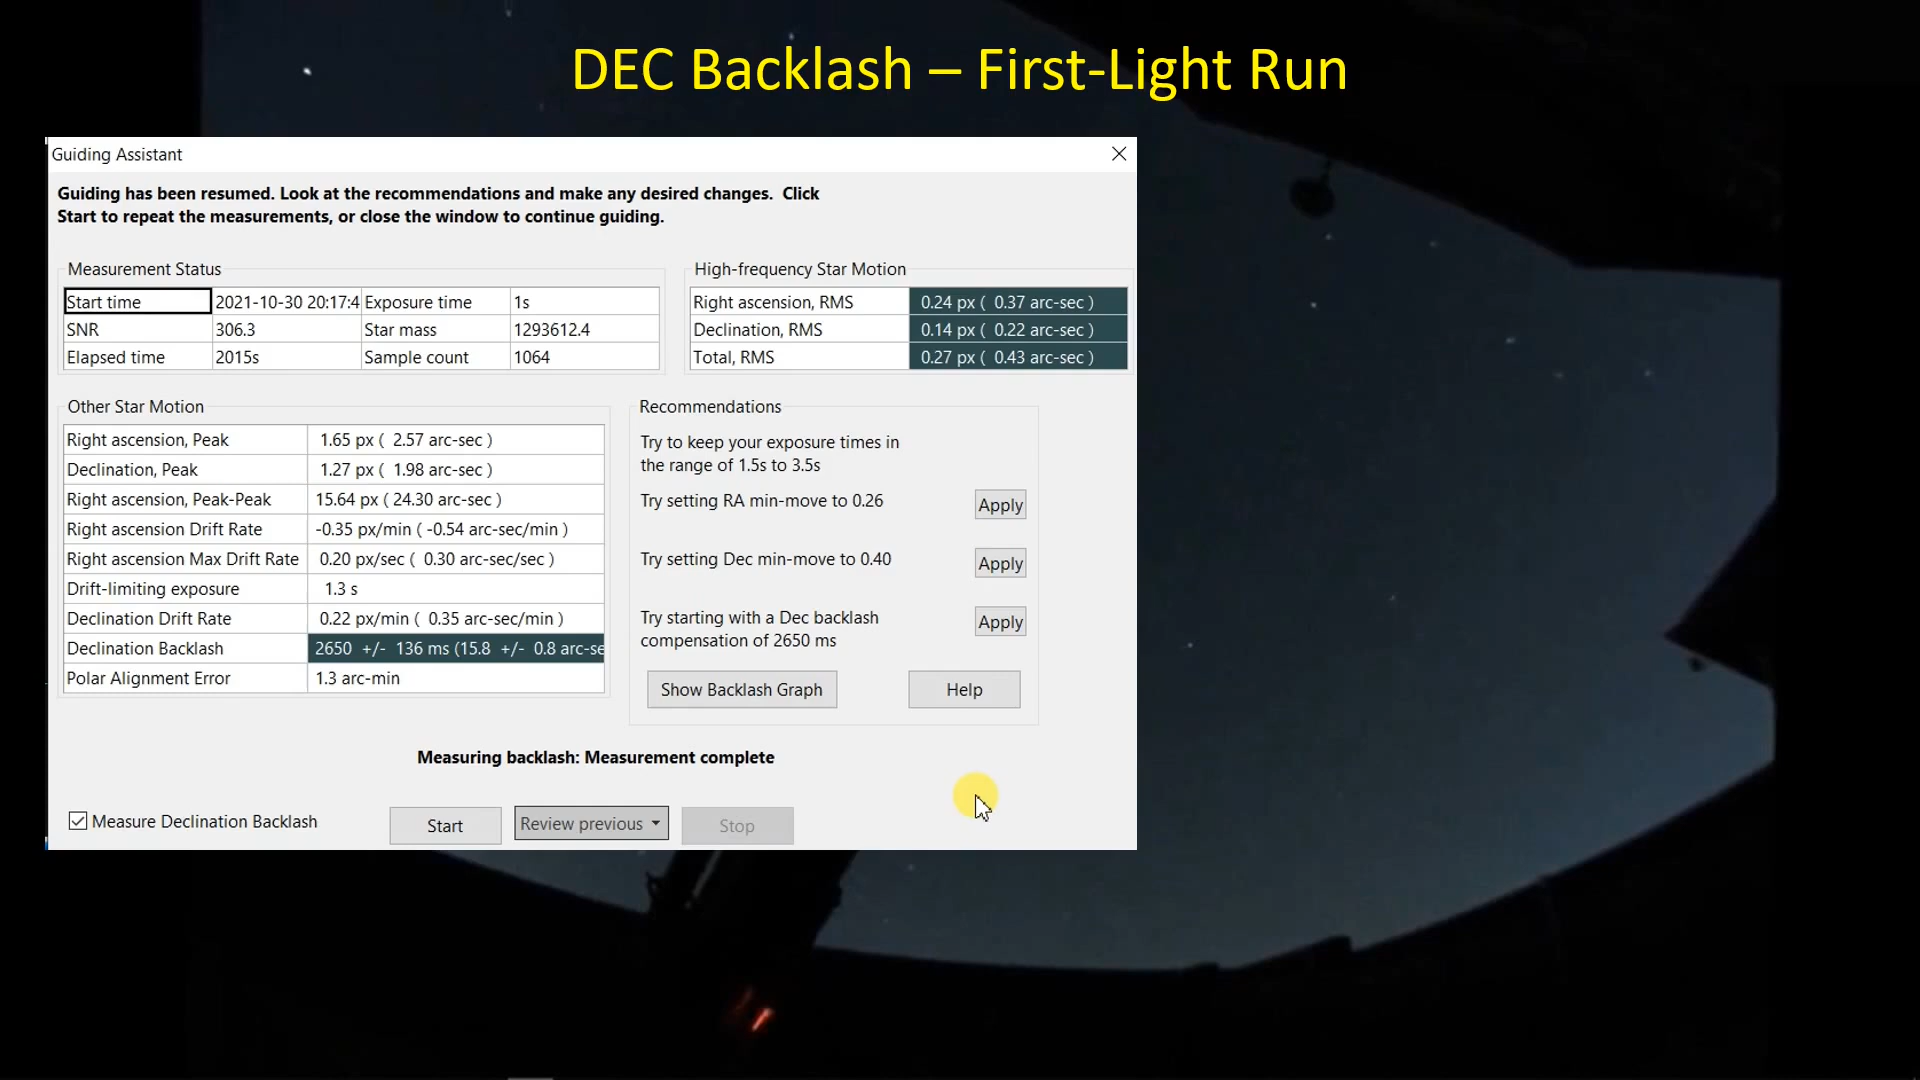 DEC Backlash – First-Light Run
Guiding Assistant
Guiding has been resumed. Look at the recommendations and make any desired changes. Click
Start to repeat the measurements, or close the window to continue guiding.
Measurement Status
Start time 2021-10-30 20:17:4 Exposure time 1s
SNR 306.3 Star mass 1293612.4
Elapsed time 2015s Sample count 1064
High-frequency Star Motion
Right ascension, RMS 0.24 px ( 0.37 arc-sec )
Declination, RMS 0.14 px ( 0.22 arc-sec )
Total, RMS 0.27 px ( 0.43 arc-sec )
Other Star Motion
Right ascension, Peak 1.65 px ( 2.57 arc-sec )
Declination, Peak 1.27 px ( 1.98 arc-sec )
Right ascension, Peak-Peak 15.64 px ( 24.30 arc-sec )
Right ascension Drift Rate -0.35 px/min ( -0.54 arc-sec/min )
Right ascension Max Drift Rate 0.20 px/sec ( 0.30 arc-sec/sec )
Drift-limiting exposure 1.3 s
Declination Drift Rate 0.22 px/min ( 0.35 arc-sec/min )
Declination Backlash 2650 +/- 136 ms (15.8 +/- 0.8 arc-se
Polar Alignment Error 1.3 arc-min
Recommendations
Try to keep your exposure times in
the range of 1.5s to 3.5s
Try setting RA min-move to 0.26 Apply
Try setting Dec min-move to 0.40 Apply
Try starting with a Dec backlash
compensation of 2650 ms Apply
Show Backlash Graph Help
Measuring backlash: Measurement complete
Measure Declination Backlash Start Review previous Stop